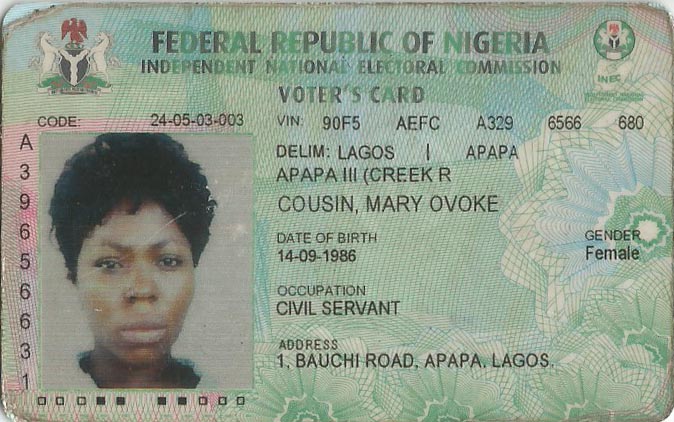 FEDERAL REPUBLIC OF NIGERIA
INDEPENDENT NATIONAL ELECTORAL COMMISSION
INEC
VOTER'S CARD
CODE: 24-05-03-003 VIN: 90F5 AEFC A329 6566 680
DELIM: LAGOS | APAPA
APAPA III (CREEK R
COUSIN, MARY OVOKE
DATE OF BIRTH
14-09-1986
GENDER
Female
OCCUPATION
CIVIL SERVANT
ADDRESS
1, BAUCHI ROAD, APAPA, LAGOS.
A
3
9
6
5
6
6
3
1